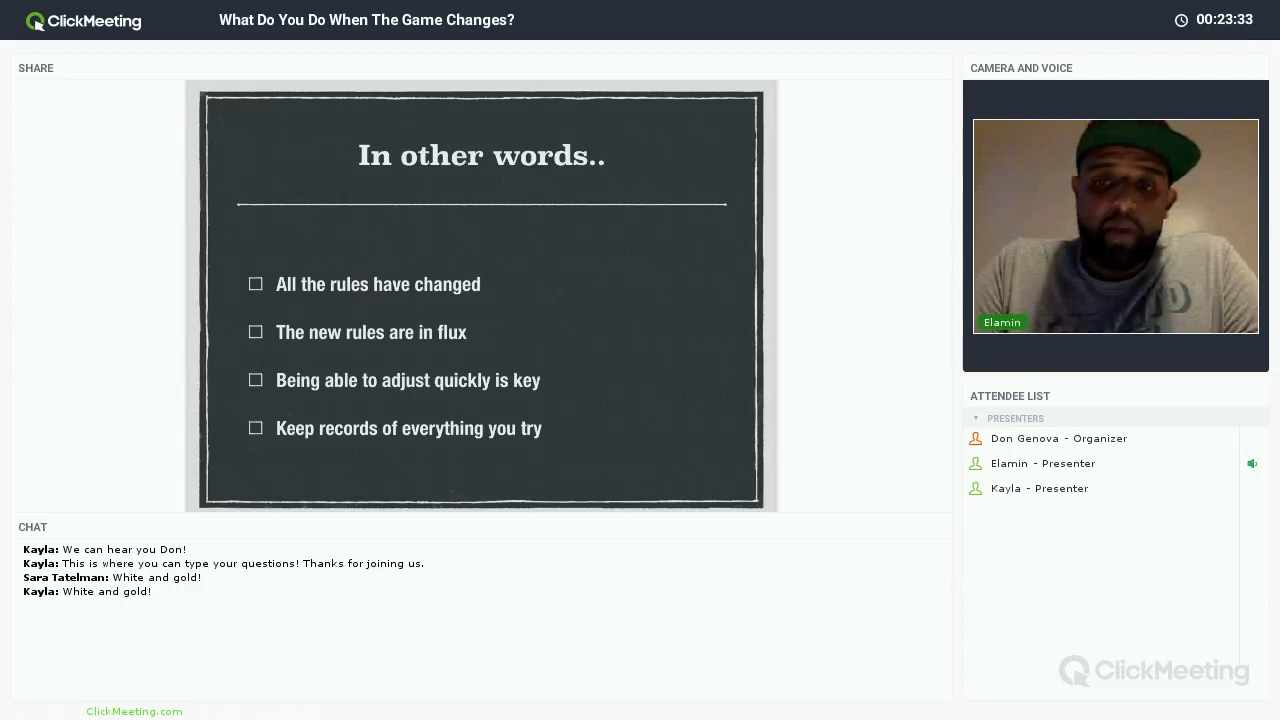 ClickMeeting
What Do You Do When The Game Changes?
00:23:33
SHARE
In other words..
All the rules have changed
The new rules are in flux
Being able to adjust quickly is key
Keep records of everything you try
CAMERA AND VOICE
Elamin
ATTENDEE LIST
PRESENTERS
Don Genova - Organizer
Elamin - Presenter
Kayla - Presenter
CHAT
Kayla: We can hear you Don!
Kayla: This is where you can type your questions! Thanks for joining us.
Sara Tatelman: White and gold!
Kayla: White and gold!
ClickMeeting
ClickMeeting.com